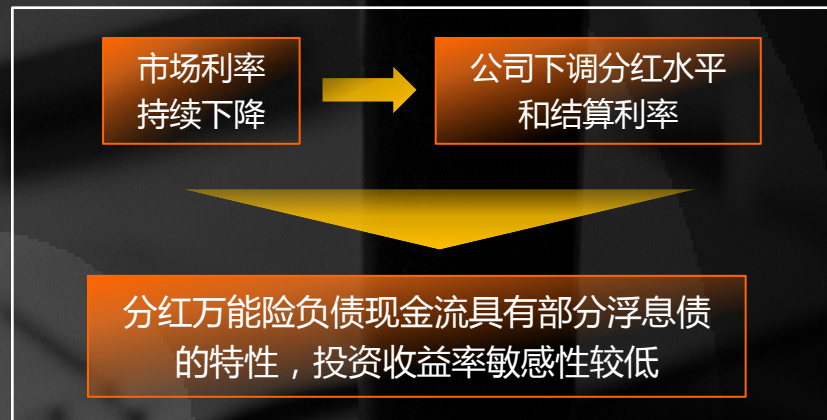 市场利率
持续下降
公司下调分红水平
和结算利率
分红万能险负债现金流具有部分浮息债
的特性，投资收益率敏感性较低